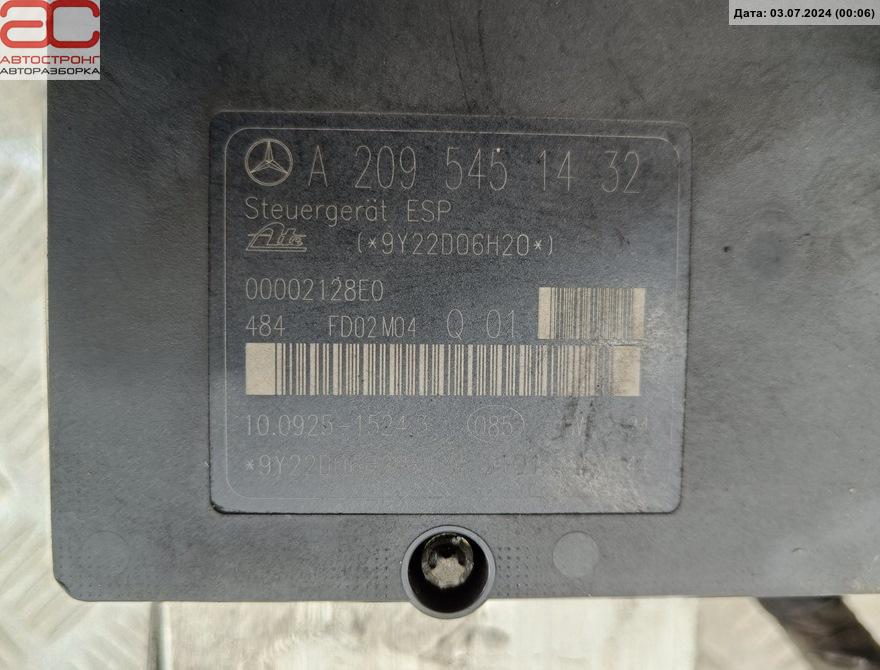 АС
АВТОСТРОНГ
АВТОРАЗБОРКА
Дата: 03.07.2024 (00:06)
A 209 545 14 32
Steuergerät ESP
Ate (*9Y22D06H20*)
00002128E0
484 FD02M04 Q 01
10.0925-1524.3 085